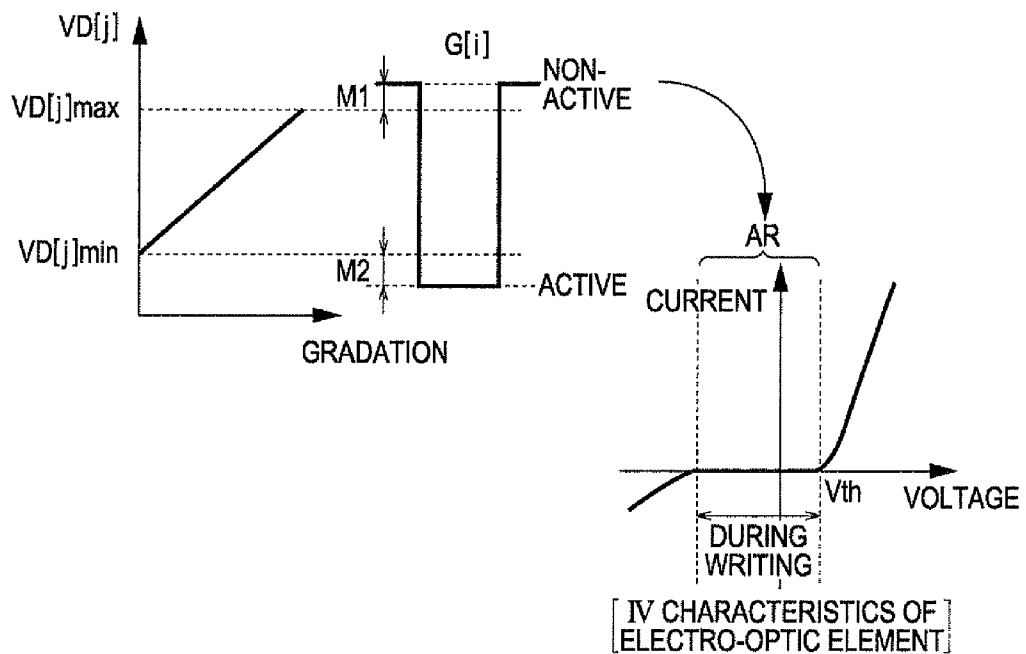 VD[j]
G[i]
NON-
ACTIVE
M1
VD[j]max
VD[j]min
M2
ACTIVE
GRADATION
AR
CURRENT
Vth
VOLTAGE
DURING
WRITING
[ IV CHARACTERISTICS OF
ELECTRO-OPTIC ELEMENT ]